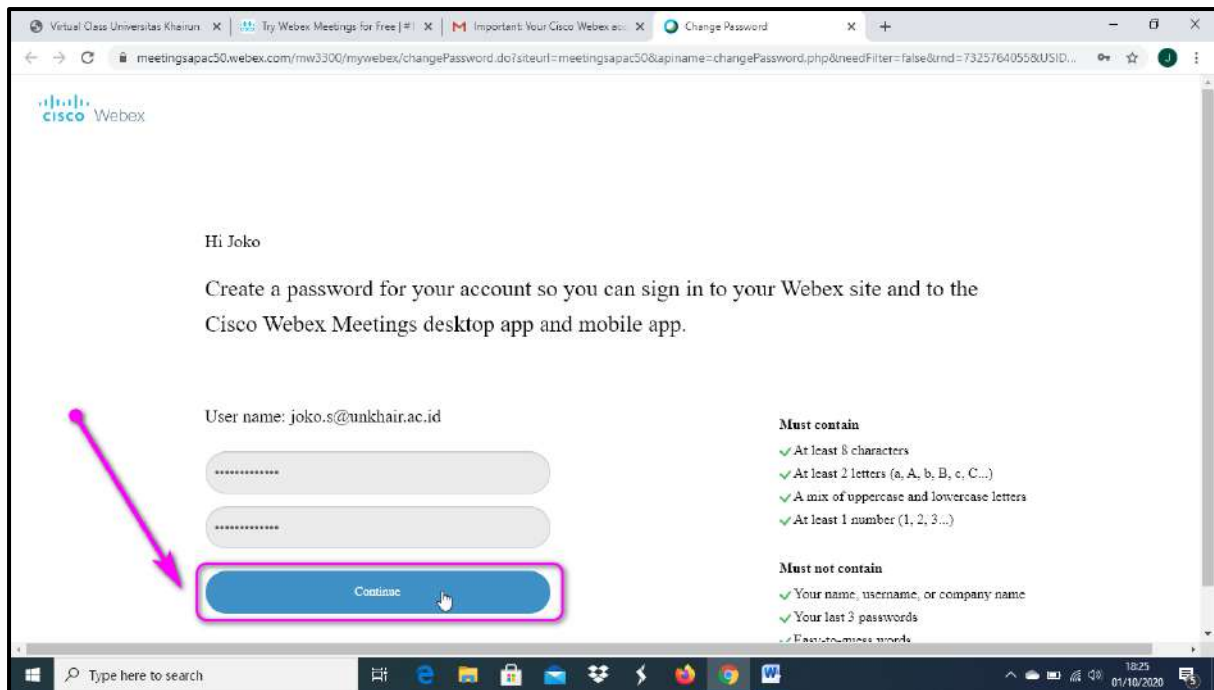 Virtual Class Universitas Khairun
Try Webex Meetings for Free | #1
Important: Your Cisco Webex acc
Change Password
meetingsapac50.webex.com/mw3300/mywebex/changePassword.do?siteurl=meetingsapac50&apiname=changePassword.php&needFilter=false&rnd=7325764055&USID...
J
cisco Webex
Hi Joko
Create a password for your account so you can sign in to your Webex site and to the
Cisco Webex Meetings desktop app and mobile app.
User name: joko.s@unkhair.ac.id
Continue
Must contain
At least 8 characters
At least 2 letters (a, A, b, B, c, C...)
A mix of uppercase and lowercase letters
At least 1 number (1, 2, 3...)
Must not contain
Your name, username, or company name
Your last 3 passwords
Easy-to-guess words
Type here to search
18:25
01/10/2020